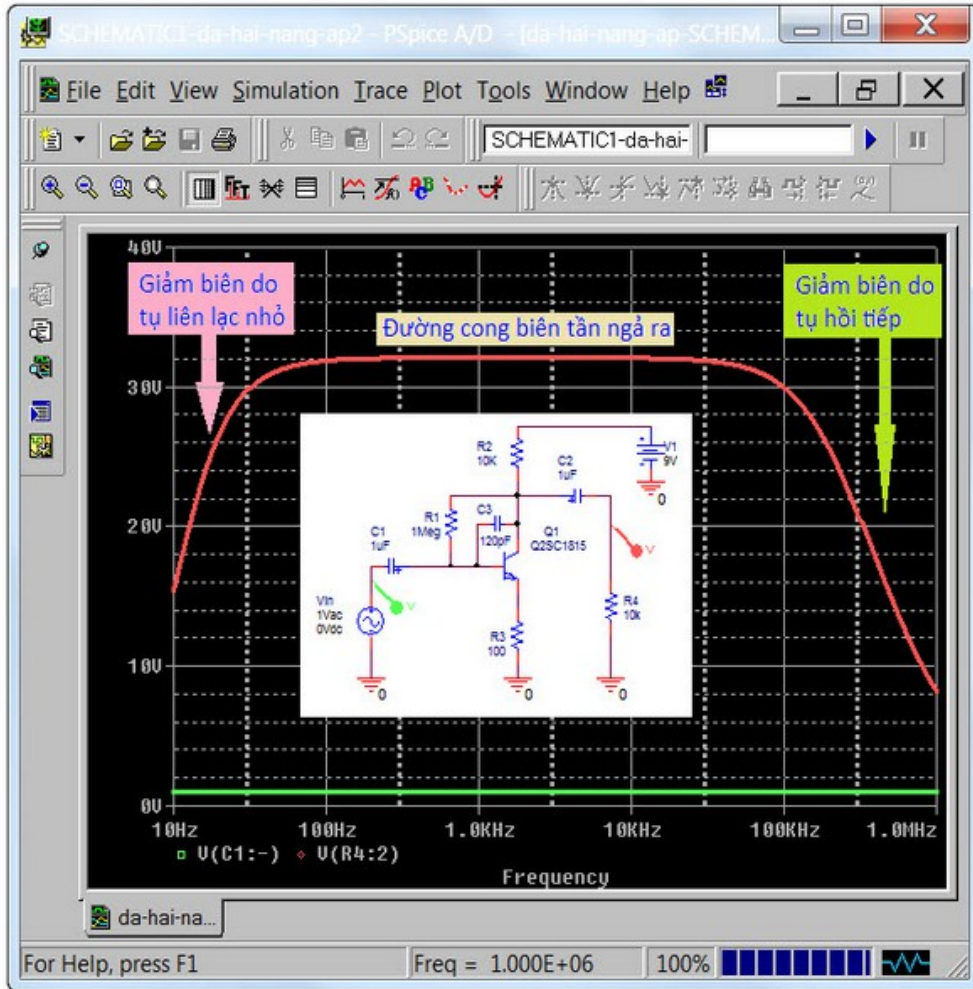 SCHEMATIC1-da-hai-nang-ap2 - PSpice A/D - [da-hai-nang-ap-SCHEM...
File Edit View Simulation Trace Plot Tools Window Help
SCHEMATIC1-da-hai-
40V
Giảm biên do
tụ liên lạc nhỏ
Giảm biên do
tụ hồi tiếp
Đường cong biên tần ngả ra
30V
R2
10K
V1
9V
0
C2
1uF
R1
1Meg
C3
120pF
Q1
Q2SC1815
C1
1uF
V
20V
Vin
1Vac
0Vdc
V
R4
10k
R3
100
0
0
0
10V
0V
10Hz 100Hz 1.0KHz 10KHz 100KHz 1.0MHz
V(C1:-) V(R4:2)
Frequency
da-hai-na...
For Help, press F1 Freq = 1.000E+06 100%